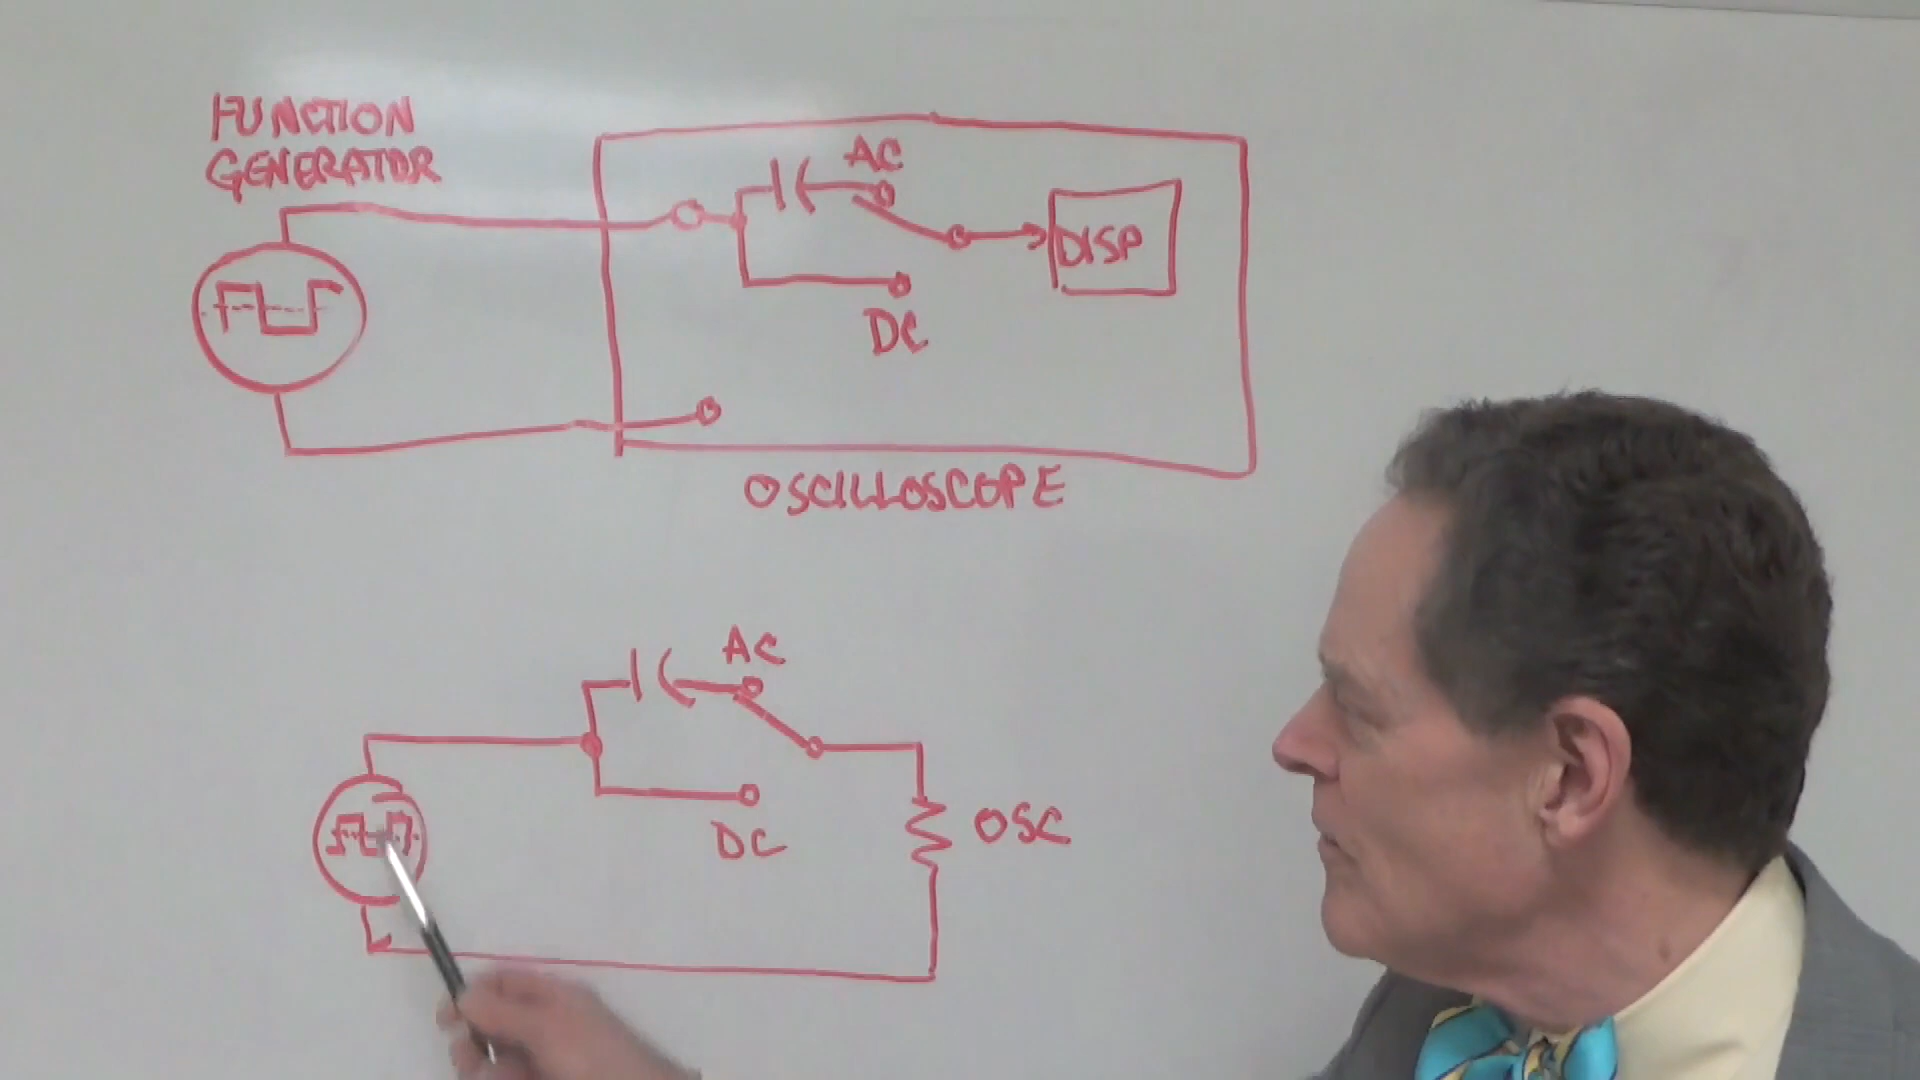 FUNCTION
GENERATOR
AC
DISP
DC
OSCILLOSCOPE
AC
DC
OSC